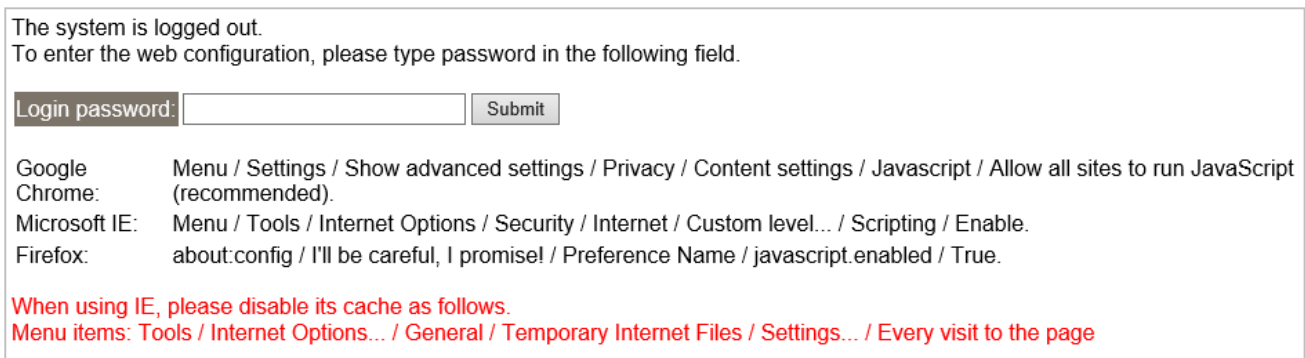 The system is logged out.
To enter the web configuration, please type password in the following field.
Login password: Submit
Google Chrome: Menu / Settings / Show advanced settings / Privacy / Content settings / Javascript / Allow all sites to run JavaScript (recommended).
Microsoft IE: Menu / Tools / Internet Options / Security / Internet / Custom level... / Scripting / Enable.
Firefox: about:config / I'll be careful, I promise! / Preference Name / javascript.enabled / True.
When using IE, please disable its cache as follows.
Menu items: Tools / Internet Options... / General / Temporary Internet Files / Settings... / Every visit to the page